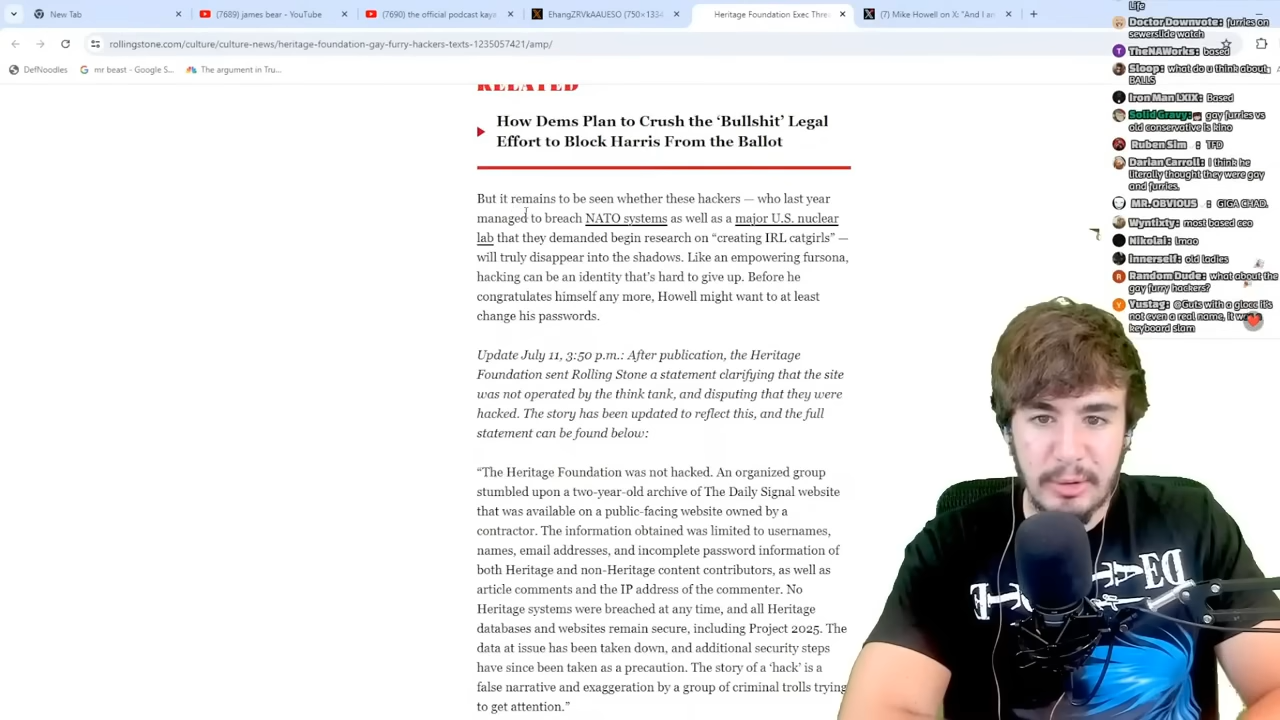 New Tab
(7689) james bear - YouTube
(7690) the official podcast kayn
EhangZRvkAAUESO (750×133
Heritage Foundation Exec Thre
(7) Mike Howell on X: "And I am
rollingstone.com/culture/culture-news/heritage-foundation-gay-furry-hackers-texts-1235057421/amp/
DefNoodles
mr beast - Google S...
The argument in Tru...
RELATED
How Dems Plan to Crush the ‘Bullshit’ Legal
Effort to Block Harris From the Ballot
But it remains to be seen whether these hackers — who last year
managed to breach NATO systems as well as a major U.S. nuclear
lab that they demanded begin research on “creating IRL catgirls” —
will truly disappear into the shadows. Like an empowering fursona,
hacking can be an identity that’s hard to give up. Before he
congratulates himself any more, Howell might want to at least
change his passwords.
Update July 11, 3:50 p.m.: After publication, the Heritage
Foundation sent Rolling Stone a statement clarifying that the site
was not operated by the think tank, and disputing that they were
hacked. The story has been updated to reflect this, and the full
statement can be found below:
“The Heritage Foundation was not hacked. An organized group
stumbled upon a two-year-old archive of The Daily Signal website
that was available on a public-facing website owned by a
contractor. The information obtained was limited to usernames,
names, email addresses, and incomplete password information of
both Heritage and non-Heritage content contributors, as well as
article comments and the IP address of the commenter. No
Heritage systems were breached at any time, and all Heritage
databases and websites remain secure, including Project 2025. The
data at issue has been taken down, and additional security steps
have since been taken as a precaution. The story of a ‘hack’ is a
false narrative and exaggeration by a group of criminal trolls trying
to get attention.”
Life
Doctor Downvote: furries on
sewerslide watch
TheNAWorks: based
Sloop: what do u think about
BALLS
Iron Man LXIX: Based
Solid Gravy: gay furries vs
old conservative is kino
Ruben Sim : TFD
Darian Carroll: I think he
literally thought they were gay
and furries.
MR.OBVIOUS : GIGA CHAD.
Wyntixty: most based ceo
Nikolai: lmao
Innerself: old ladies
Random Dude: what about the
gay furry hackers?
Yustag: @Guts with a glocc it's
not even a real name, it was
keyboard slam
DEATH
NOTE